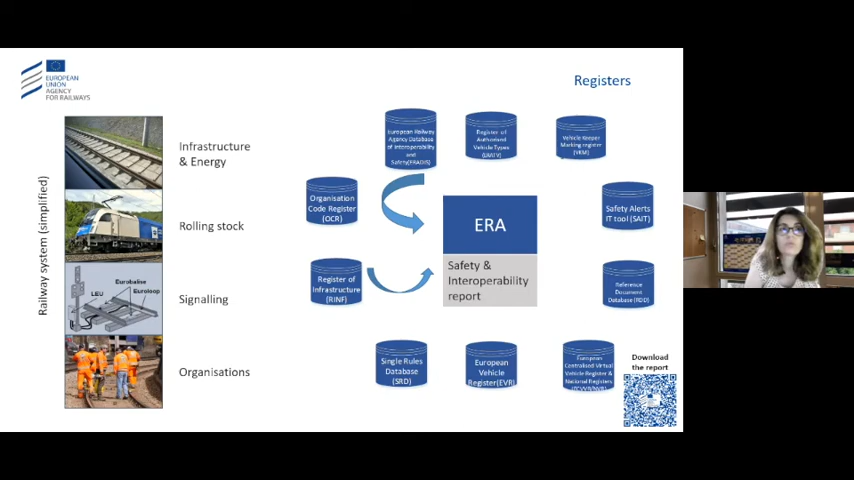 EUROPEAN
UNION
AGENCY
FOR RAILWAYS
Registers
Railway system (simplified)
Infrastructure
& Energy
Rolling stock
Signalling
Organisations
Eurobalise
LEU
Euroloop
European Railway
Agency Database
of Interoperability
and
Safety(ERADIS)
Register of
Authorised
Vehicle Types
Vehicle Keeper
Marking register
(VKM)
Organisation
Code Register
(OCR)
ERA
Safety &
Interoperability
report
Safety Alerts
IT tool (SAIT)
Register of
Infrastructure
(RINF)
Reference
Document
Database (RDD)
Single Rules
Database
(SRD)
European
Vehicle
Register(EVR)
European
Centralised Virtual
Vehicle Register &
National Registers
Download
the report